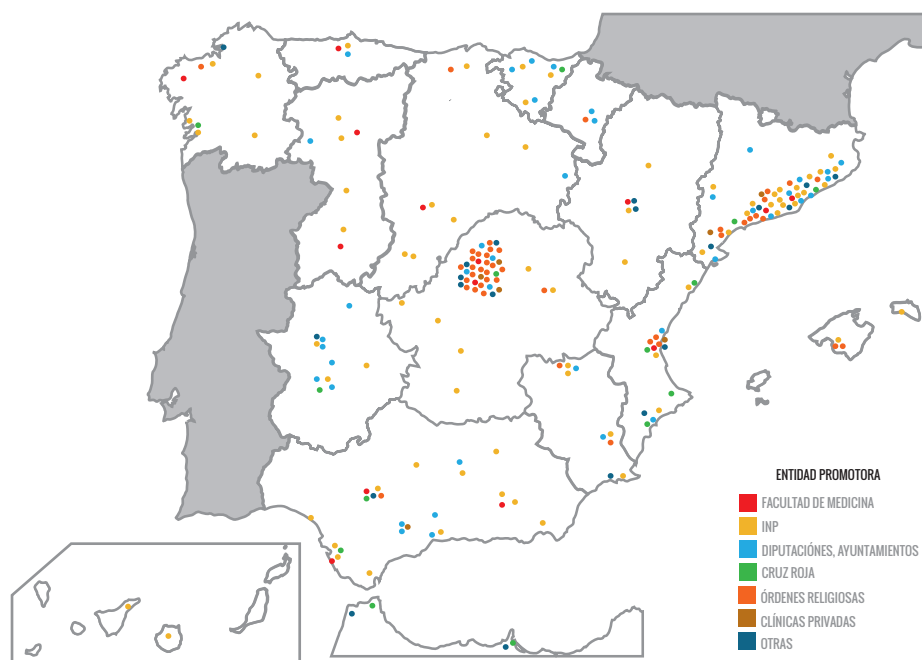 ENTIDAD PROMOTORA
FACULTAD DE MEDICINA
INP
DIPUTACIÓNES, AYUNTAMIENTOS
CRUZ ROJA
ÓRDENES RELIGIOSAS
CLÍNICAS PRIVADAS
OTRAS